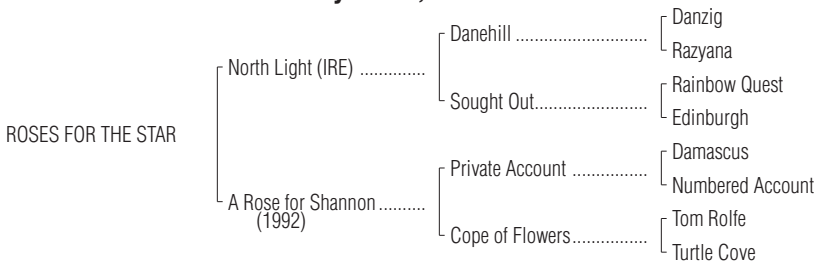 Danzig
Danehill ............................
Razyana
North Light (IRE) ..............
Rainbow Quest
Sought Out........................
Edinburgh
ROSES FOR THE STAR
Damascus
Private Account ................
Numbered Account
A Rose for Shannon..........
(1992)
Tom Rolfe
Cope of Flowers................
Turtle Cove